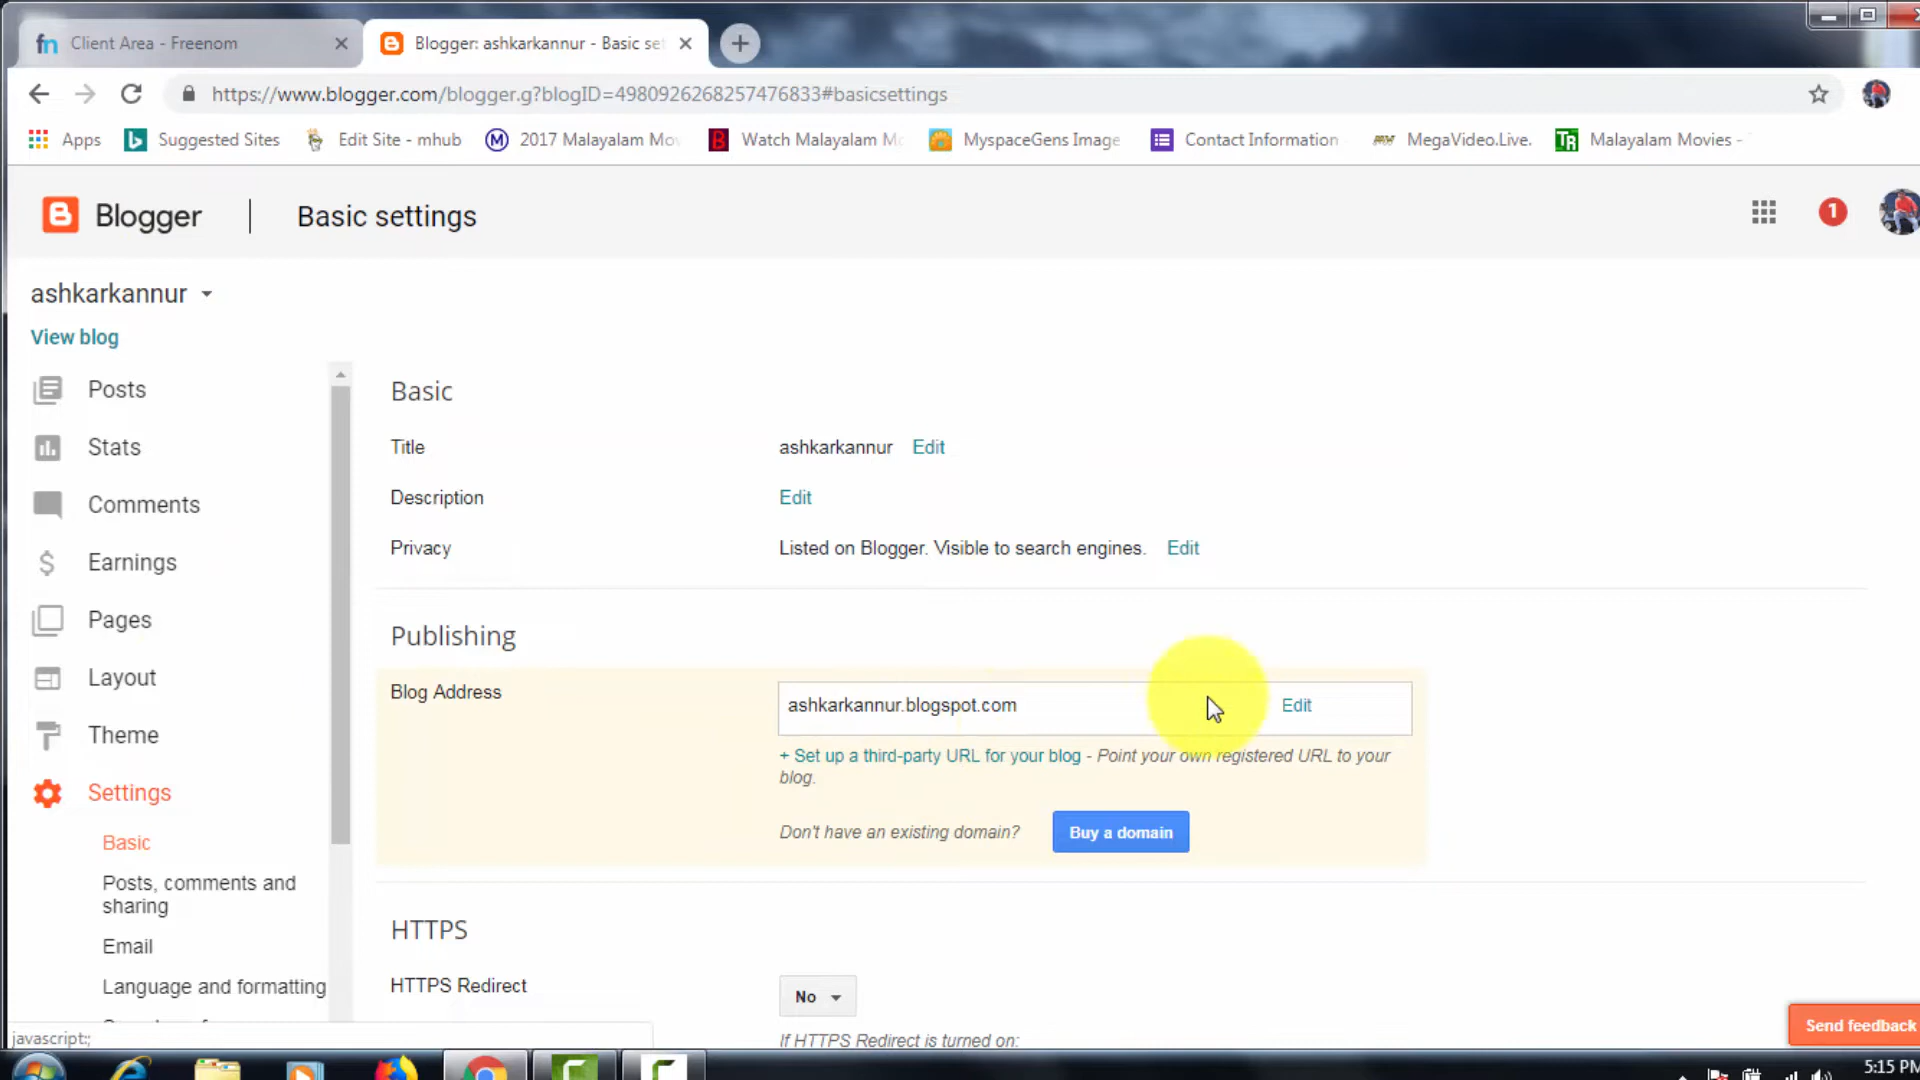 fn Client Area - Freenom
Blogger: ashkarkannur - Basic set
https://www.blogger.com/blogger.g?blogID=4980926268257476833#basicsettings
Apps
Suggested Sites
Edit Site - mhub
M 2017 Malayalam Mov
B Watch Malayalam Mo
MyspaceGens Image
Contact Information
MegaVideo.Live.
TR Malayalam Movies -
Blogger
Basic settings
1
ashkarkannur
View blog
Posts
Stats
Comments
Earnings
Pages
Layout
Theme
Settings
Basic
Posts, comments and
sharing
Email
Language and formatting
Basic
Title ashkarkannur Edit
Description Edit
Privacy Listed on Blogger. Visible to search engines. Edit
Publishing
Blog Address ashkarkannur.blogspot.com Edit
+ Set up a third-party URL for your blog - Point your own registered URL to your
blog.
Don't have an existing domain? Buy a domain
HTTPS
HTTPS Redirect No
If HTTPS Redirect is turned on:
Send feedback
javascript:;
5:15 PM